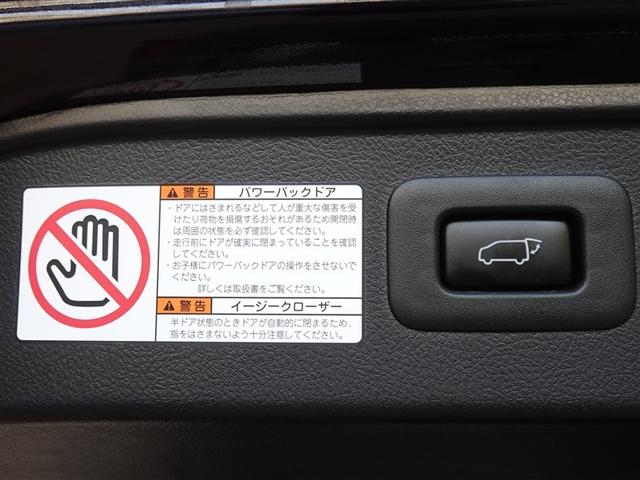 警告 パワーバックドア
・ドアにはさまれるなどして人が重大な傷害を受
けたり荷物を損傷するおそれがあるため開閉時
は周囲の状態を必ず確認してください。
・走行前にドアが確実に閉まっていることを確認
してください。
・お子様にパワーバックドアの操作をさせないで
ください。
詳しくは取扱書をご覧ください。
警告 イージークローザー
半ドア状態のときドアが自動的に閉まるため、
指をはさまないよう十分注意してください。